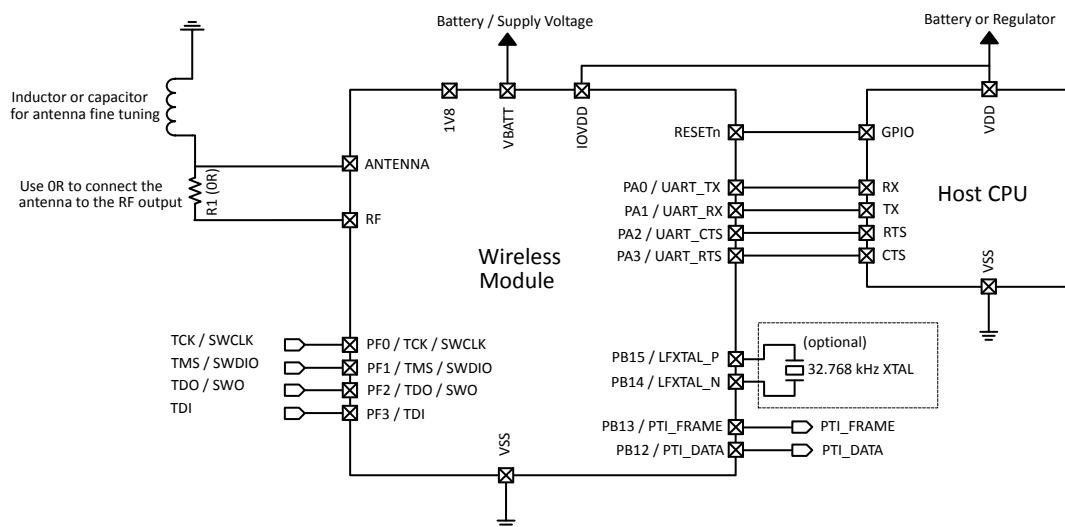 Battery / Supply Voltage
Battery or Regulator
Inductor or capacitor
for antenna fine tuning
1V8
VBATT
IOVDD
VDD
RESETn
GPIO
ANTENNA
Use 0R to connect the
antenna to the RF output
R1 (0R)
RF
PA0 / UART_TX
RX
PA1 / UART_RX
TX
PA2 / UART_CTS
RTS
PA3 / UART_RTS
CTS
Host CPU
Wireless
Module
VSS
TCK / SWCLK
PF0 / TCK / SWCLK
TMS / SWDIO
PF1 / TMS / SWDIO
TDO / SWO
PF2 / TDO / SWO
TDI
PF3 / TDI
PB15 / LFXTAL_P
PB14 / LFXTAL_N
(optional)
32.768 kHz XTAL
PB13 / PTI_FRAME
PTI_FRAME
PB12 / PTI_DATA
PTI_DATA
VSS